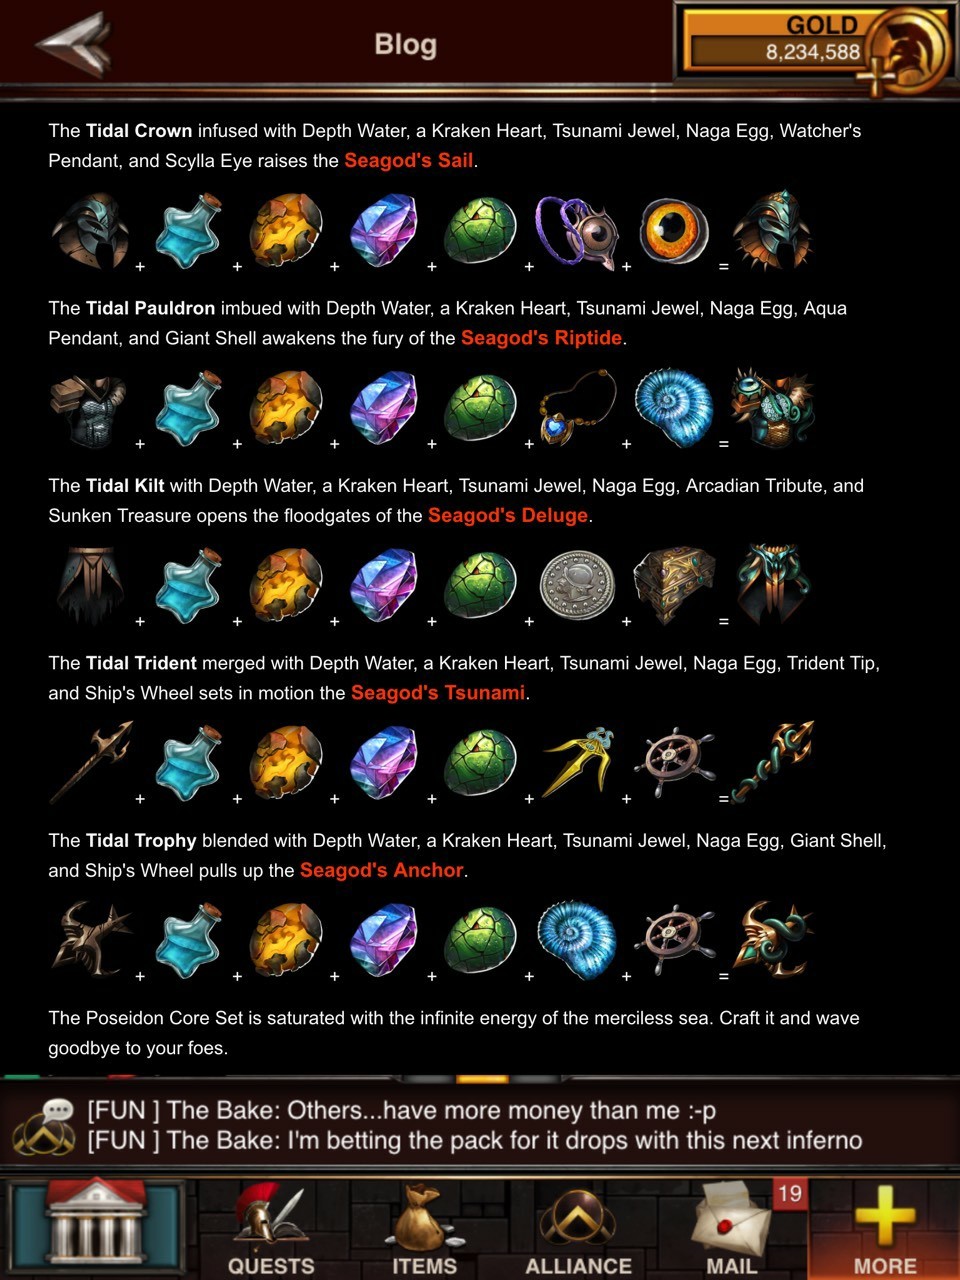 Blog
GOLD
8,234,588
The Tidal Crown infused with Depth Water, a Kraken Heart, Tsunami Jewel, Naga Egg, Watcher's
Pendant, and Scylla Eye raises the Seagod's Sail.
+ + + + + + =
The Tidal Pauldron imbued with Depth Water, a Kraken Heart, Tsunami Jewel, Naga Egg, Aqua
Pendant, and Giant Shell awakens the fury of the Seagod's Riptide.
+ + + + + + =
The Tidal Kilt with Depth Water, a Kraken Heart, Tsunami Jewel, Naga Egg, Arcadian Tribute, and
Sunken Treasure opens the floodgates of the Seagod's Deluge.
+ + + + + + =
The Tidal Trident merged with Depth Water, a Kraken Heart, Tsunami Jewel, Naga Egg, Trident Tip,
and Ship's Wheel sets in motion the Seagod's Tsunami.
+ + + + + + =
The Tidal Trophy blended with Depth Water, a Kraken Heart, Tsunami Jewel, Naga Egg, Giant Shell,
and Ship's Wheel pulls up the Seagod's Anchor.
+ + + + + + =
The Poseidon Core Set is saturated with the infinite energy of the merciless sea. Craft it and wave
goodbye to your foes.
[FUN ] The Bake: Others...have more money than me :-p
[FUN ] The Bake: I'm betting the pack for it drops with this next inferno
19
QUESTS ITEMS ALLIANCE MAIL MORE